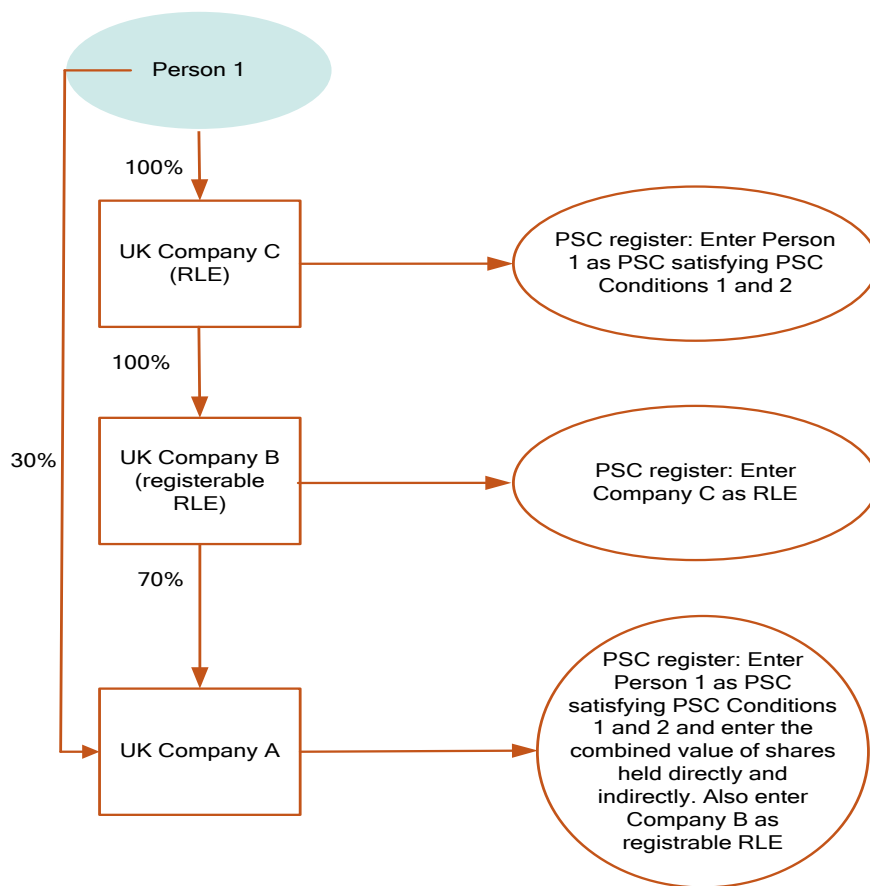 Person 1
100%
UK Company C
(RLE)
PSC register: Enter Person
1 as PSC satisfying PSC
Conditions 1 and 2
100%
30%
UK Company B
(registerable
RLE)
PSC register: Enter
Company C as RLE
70%
UK Company A
PSC register: Enter
Person 1 as PSC
satisfying PSC Conditions
1 and 2 and enter the
combined value of shares
held directly and
indirectly. Also enter
Company B as
registrable RLE